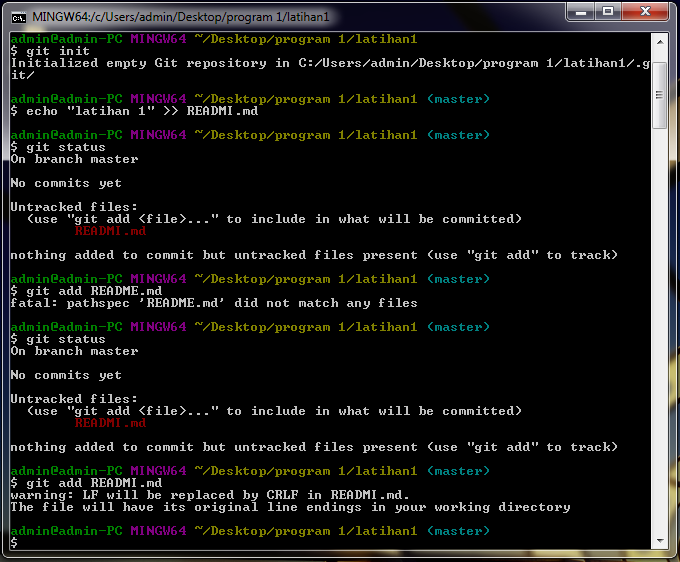 MINGW64:/c/Users/admin/Desktop/program 1/latihan1
admin@admin-PC MINGW64 ~/Desktop/program 1/latihan1
$ git init
Initialized empty Git repository in C:/Users/admin/Desktop/program 1/latihan1/.g
it/
admin@admin-PC MINGW64 ~/Desktop/program 1/latihan1 (master)
$ echo "latihan 1" >> READMI.md
admin@admin-PC MINGW64 ~/Desktop/program 1/latihan1 (master)
$ git status
On branch master
No commits yet
Untracked files:
(use "git add <file>..." to include in what will be committed)
READMI.md
nothing added to commit but untracked files present (use "git add" to track)
admin@admin-PC MINGW64 ~/Desktop/program 1/latihan1 (master)
$ git add README.md
fatal: pathspec 'README.md' did not match any files
admin@admin-PC MINGW64 ~/Desktop/program 1/latihan1 (master)
$ git status
On branch master
No commits yet
Untracked files:
(use "git add <file>..." to include in what will be committed)
READMI.md
nothing added to commit but untracked files present (use "git add" to track)
admin@admin-PC MINGW64 ~/Desktop/program 1/latihan1 (master)
$ git add READMI.md
warning: LF will be replaced by CRLF in READMI.md.
The file will have its original line endings in your working directory
admin@admin-PC MINGW64 ~/Desktop/program 1/latihan1 (master)
$